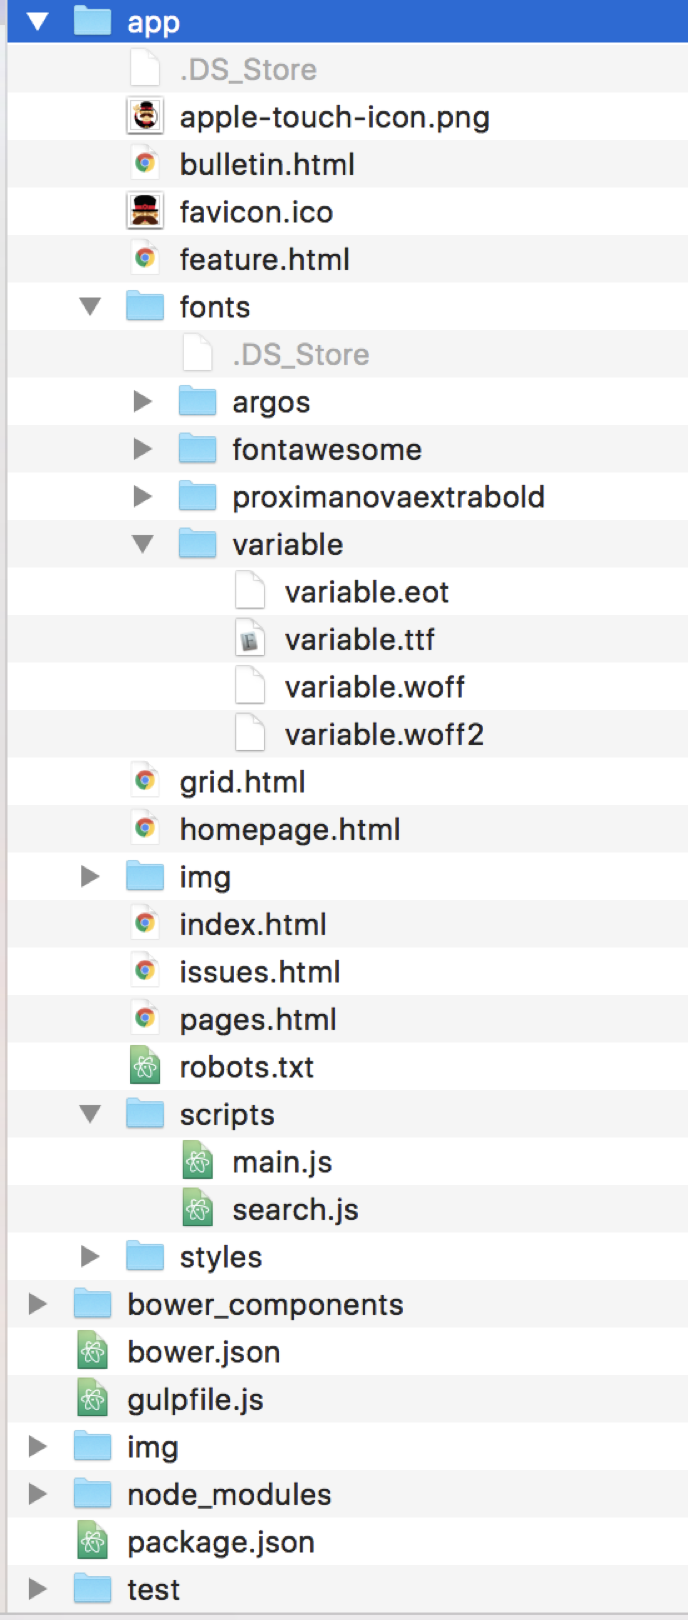 app
.DS_Store
apple-touch-icon.png
bulletin.html
favicon.ico
feature.html
fonts
.DS_Store
argos
fontawesome
proximanovaextrabold
variable
variable.eot
variable.ttf
variable.woff
variable.woff2
grid.html
homepage.html
img
index.html
issues.html
pages.html
robots.txt
scripts
main.js
search.js
styles
bower_components
bower.json
gulpfile.js
img
node_modules
package.json
test